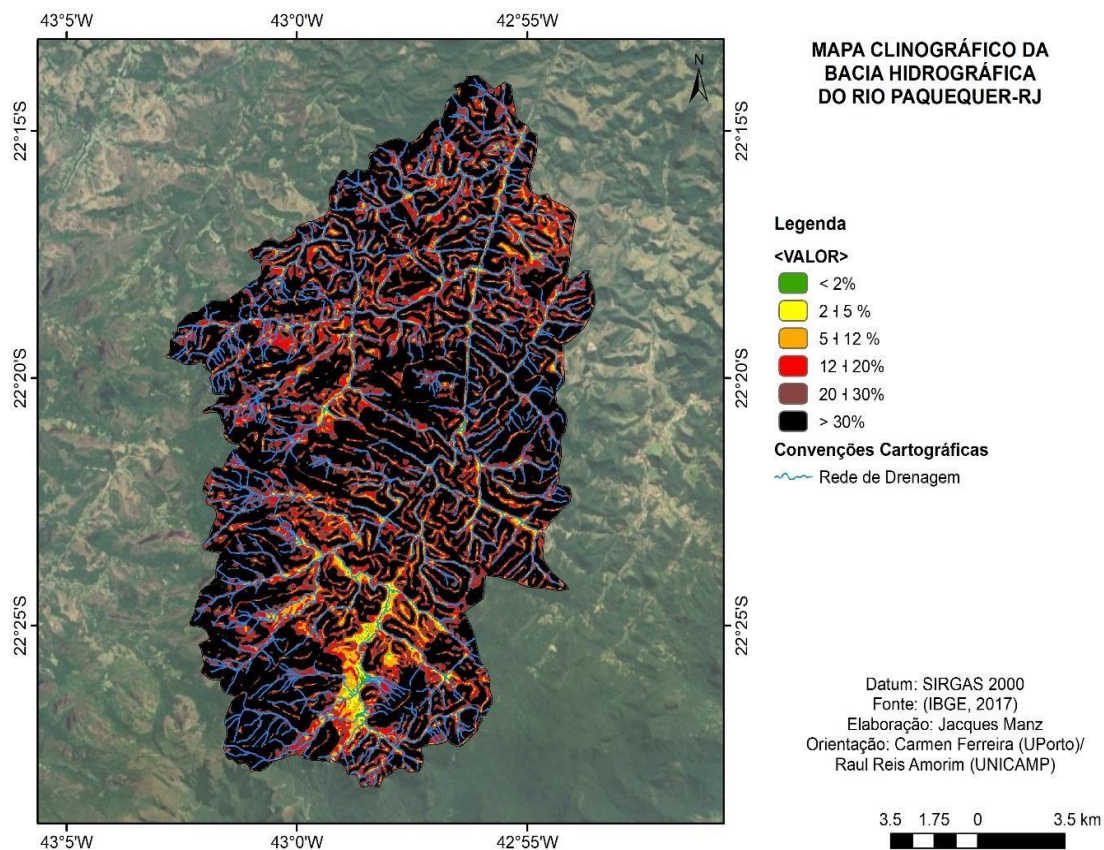 43°5'W 43°0'W 42°55'W
MAPA CLINOGRÁFICO DA
BACIA HIDROGRÁFICA
DO RIO PAQUEQUER-RJ
N
22°15'S 22°15'S
Legenda
<VALOR>
< 2%
2 ˧ 5 %
5 ˧ 12 %
12 ˧ 20%
20 ˧ 30%
> 30%
22°20'S 22°20'S
Convenções Cartográficas
Rede de Drenagem
22°25'S 22°25'S
Datum: SIRGAS 2000
Fonte: (IBGE, 2017)
Elaboração: Jacques Manz
Orientação: Carmen Ferreira (UPorto)/
Raul Reis Amorim (UNICAMP)
3.5 1.75 0 3.5 km
43°5'W 43°0'W 42°55'W